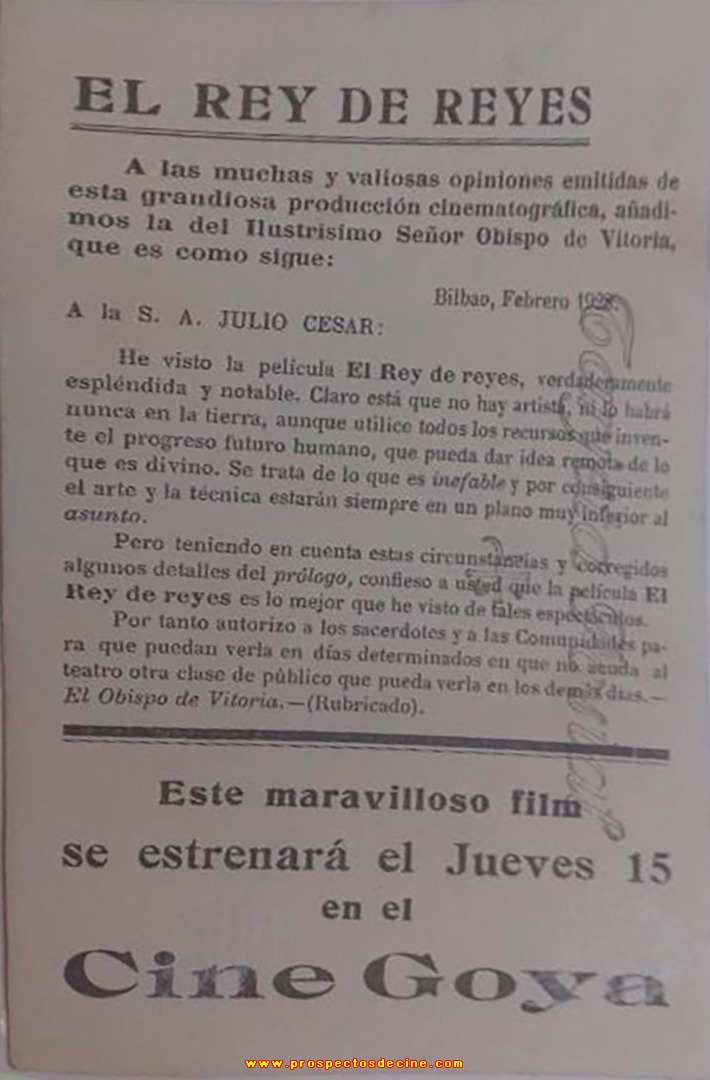 EL REY DE REYES
A las muchas y valiosas opiniones emitidas de
esta grandiosa producción cinematográfica, añadi-
mos la del Ilustrisimo Señor Obispo de Vitoria,
que es como sigue:
Bilbao, Febrero 1928.
A la S. A. JULIO CESAR:
He visto la película El Rey de reyes, verdaderamente
espléndida y notable. Claro está que no hay artista, ni lo habrá
nunca en la tierra, aunque utilice todos los recursos que inven-
te el progreso futuro humano, que pueda dar idea remota de lo
que es divino. Se trata de lo que es inefable y por consiguiente
el arte y la técnica estarán siempre en un plano muy inferior al
asunto.
Pero teniendo en cuenta estas circunstancias y corregidos
algunos detalles del prólogo, confieso a usted que la película El
Rey de reyes es lo mejor que he visto de tales espectáculos.
Por tanto autorizo a los sacerdotes y a las Comunidades pa-
ra que puedan verla en días determinados en que no acuda al
teatro otra clase de público que pueda verla en los demás días.—
El Obispo de Vitoria.—(Rubricado).
Este maravilloso film
se estrenará el Jueves 15
en el
Cine Goya
www.prospectosdecine.com